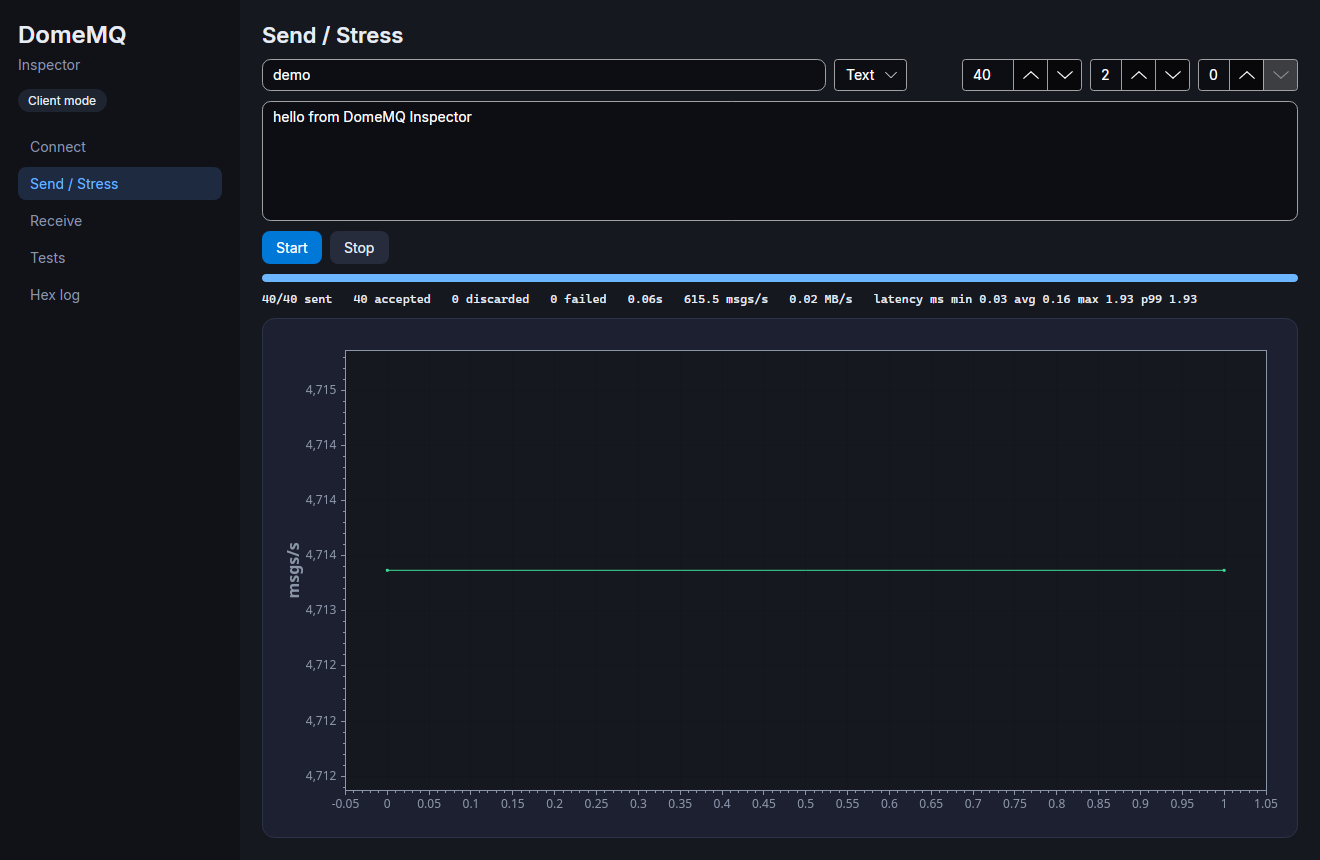 DomeMQ
Inspector
Client mode
Connect
Send / Stress
Receive
Tests
Hex log
Send / Stress
demo Text 40 2 0
hello from DomeMQ Inspector
Start Stop
40/40 sent 40 accepted 0 discarded 0 failed 0.06s 615.5 msgs/s 0.02 MB/s latency ms min 0.03 avg 0.16 max 1.93 p99 1.93
msgs/s
4,715
4,714
4,714
4,714
4,713
4,712
4,712
4,712
-0.05 0 0.05 0.1 0.15 0.2 0.25 0.3 0.35 0.4 0.45 0.5 0.55 0.6 0.65 0.7 0.75 0.8 0.85 0.9 0.95 1 1.05